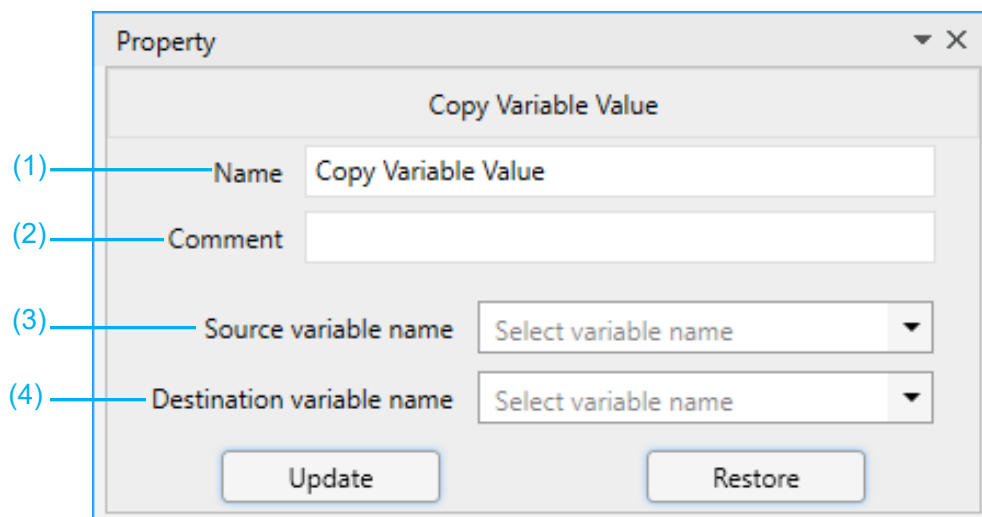 Property
Copy Variable Value
(1) Name Copy Variable Value
(2) Comment
(3) Source variable name Select variable name
(4) Destination variable name Select variable name
Update Restore